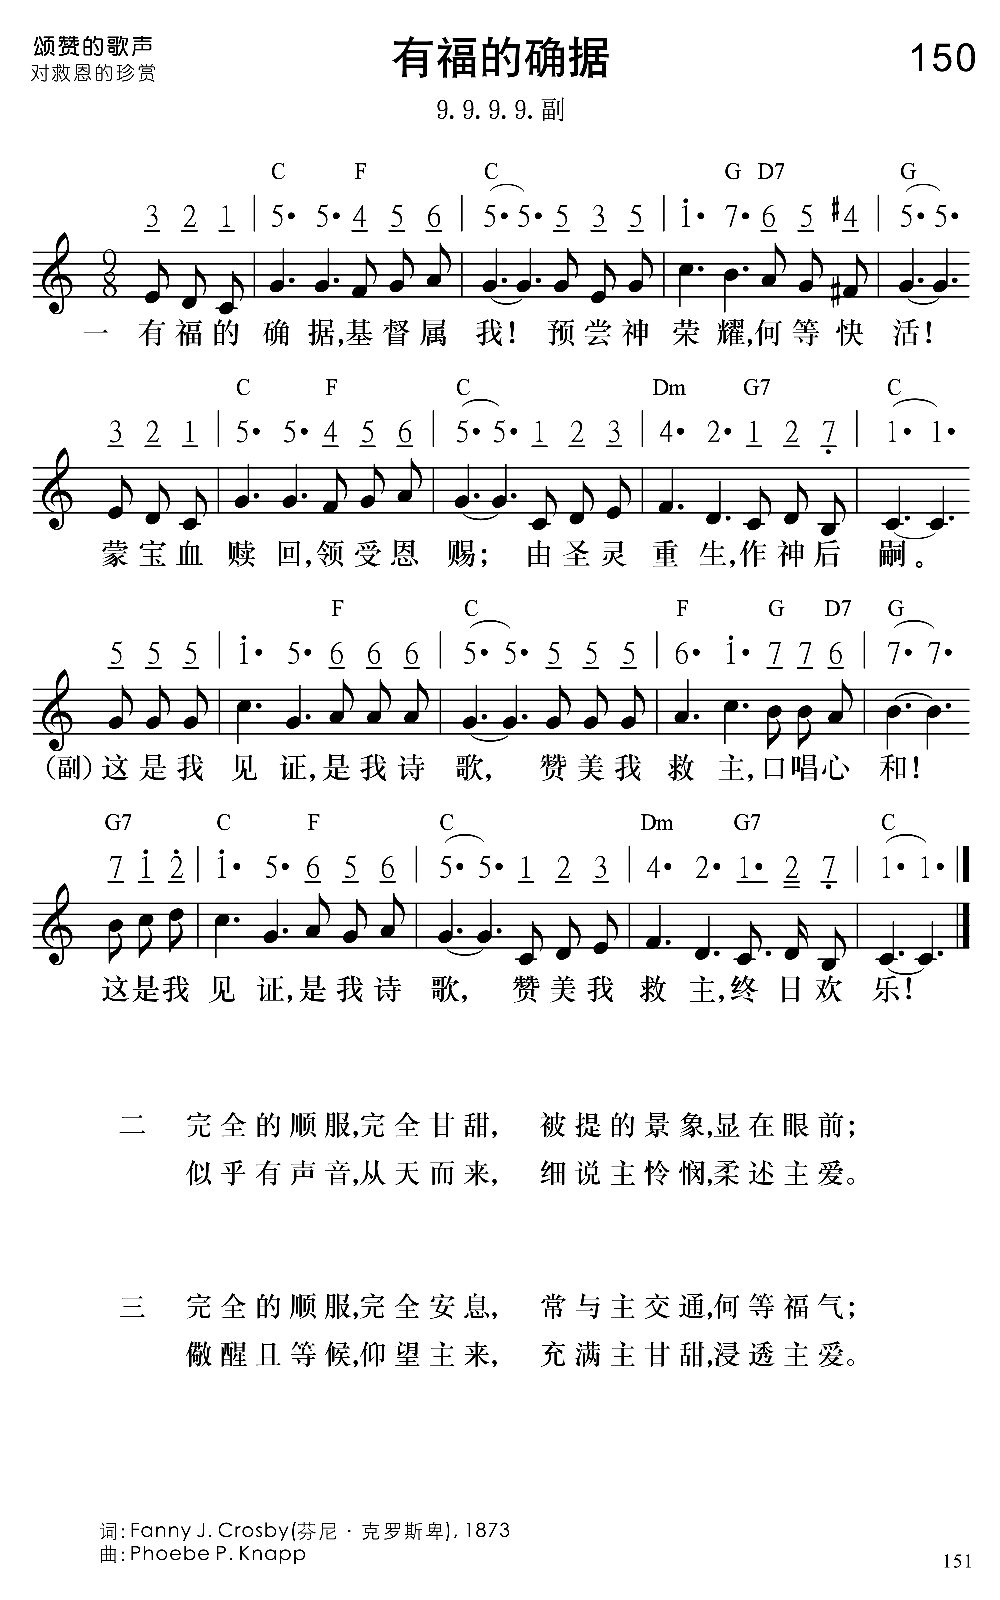 颂赞的歌声
对救恩的珍赏
有福的确据
150
9. 9. 9. 9. 副
C F C G D7 G
3 2 1 | 5• 5• 4 5 6 | 5• 5• 5 3 5 | 1• 7• 6 5 #4 | 5• 5•
9
8
一 有福的 确据,基督属 我! 预尝神 荣耀,何等快 活!
C F C Dm G7 C
3 2 1 | 5• 5• 4 5 6 | 5• 5• 1 2 3 | 4• 2• 1 2 7 | 1• 1•
蒙宝血 赎回,领受恩 赐; 由圣灵 重生,作神后 嗣。
F C F G D7 G
5 5 5 | 1• 5• 6 6 6 | 5• 5• 5 5 5 | 6• 1• 7 7 6 | 7• 7•
(副)这是我 见证,是我诗 歌, 赞美我 救主,口唱心 和!
G7 C F C Dm G7 C
7 1 2 | 1• 5• 6 5 6 | 5• 5• 1 2 3 | 4• 2• 1• 2 7 | 1• 1•
这是我 见证,是我诗 歌, 赞美我 救主,终日欢 乐!
二 完全的顺服,完全甘甜, 被提的景象,显在眼前;
似乎有声音,从天而来, 细说主怜悯,柔述主爱。
三 完全的顺服,完全安息, 常与主交通,何等福气;
儆醒且等候,仰望主来, 充满主甘甜,浸透主爱。
词: Fanny J. Crosby(芬尼·克罗斯卑), 1873
曲: Phoebe P. Knapp
151